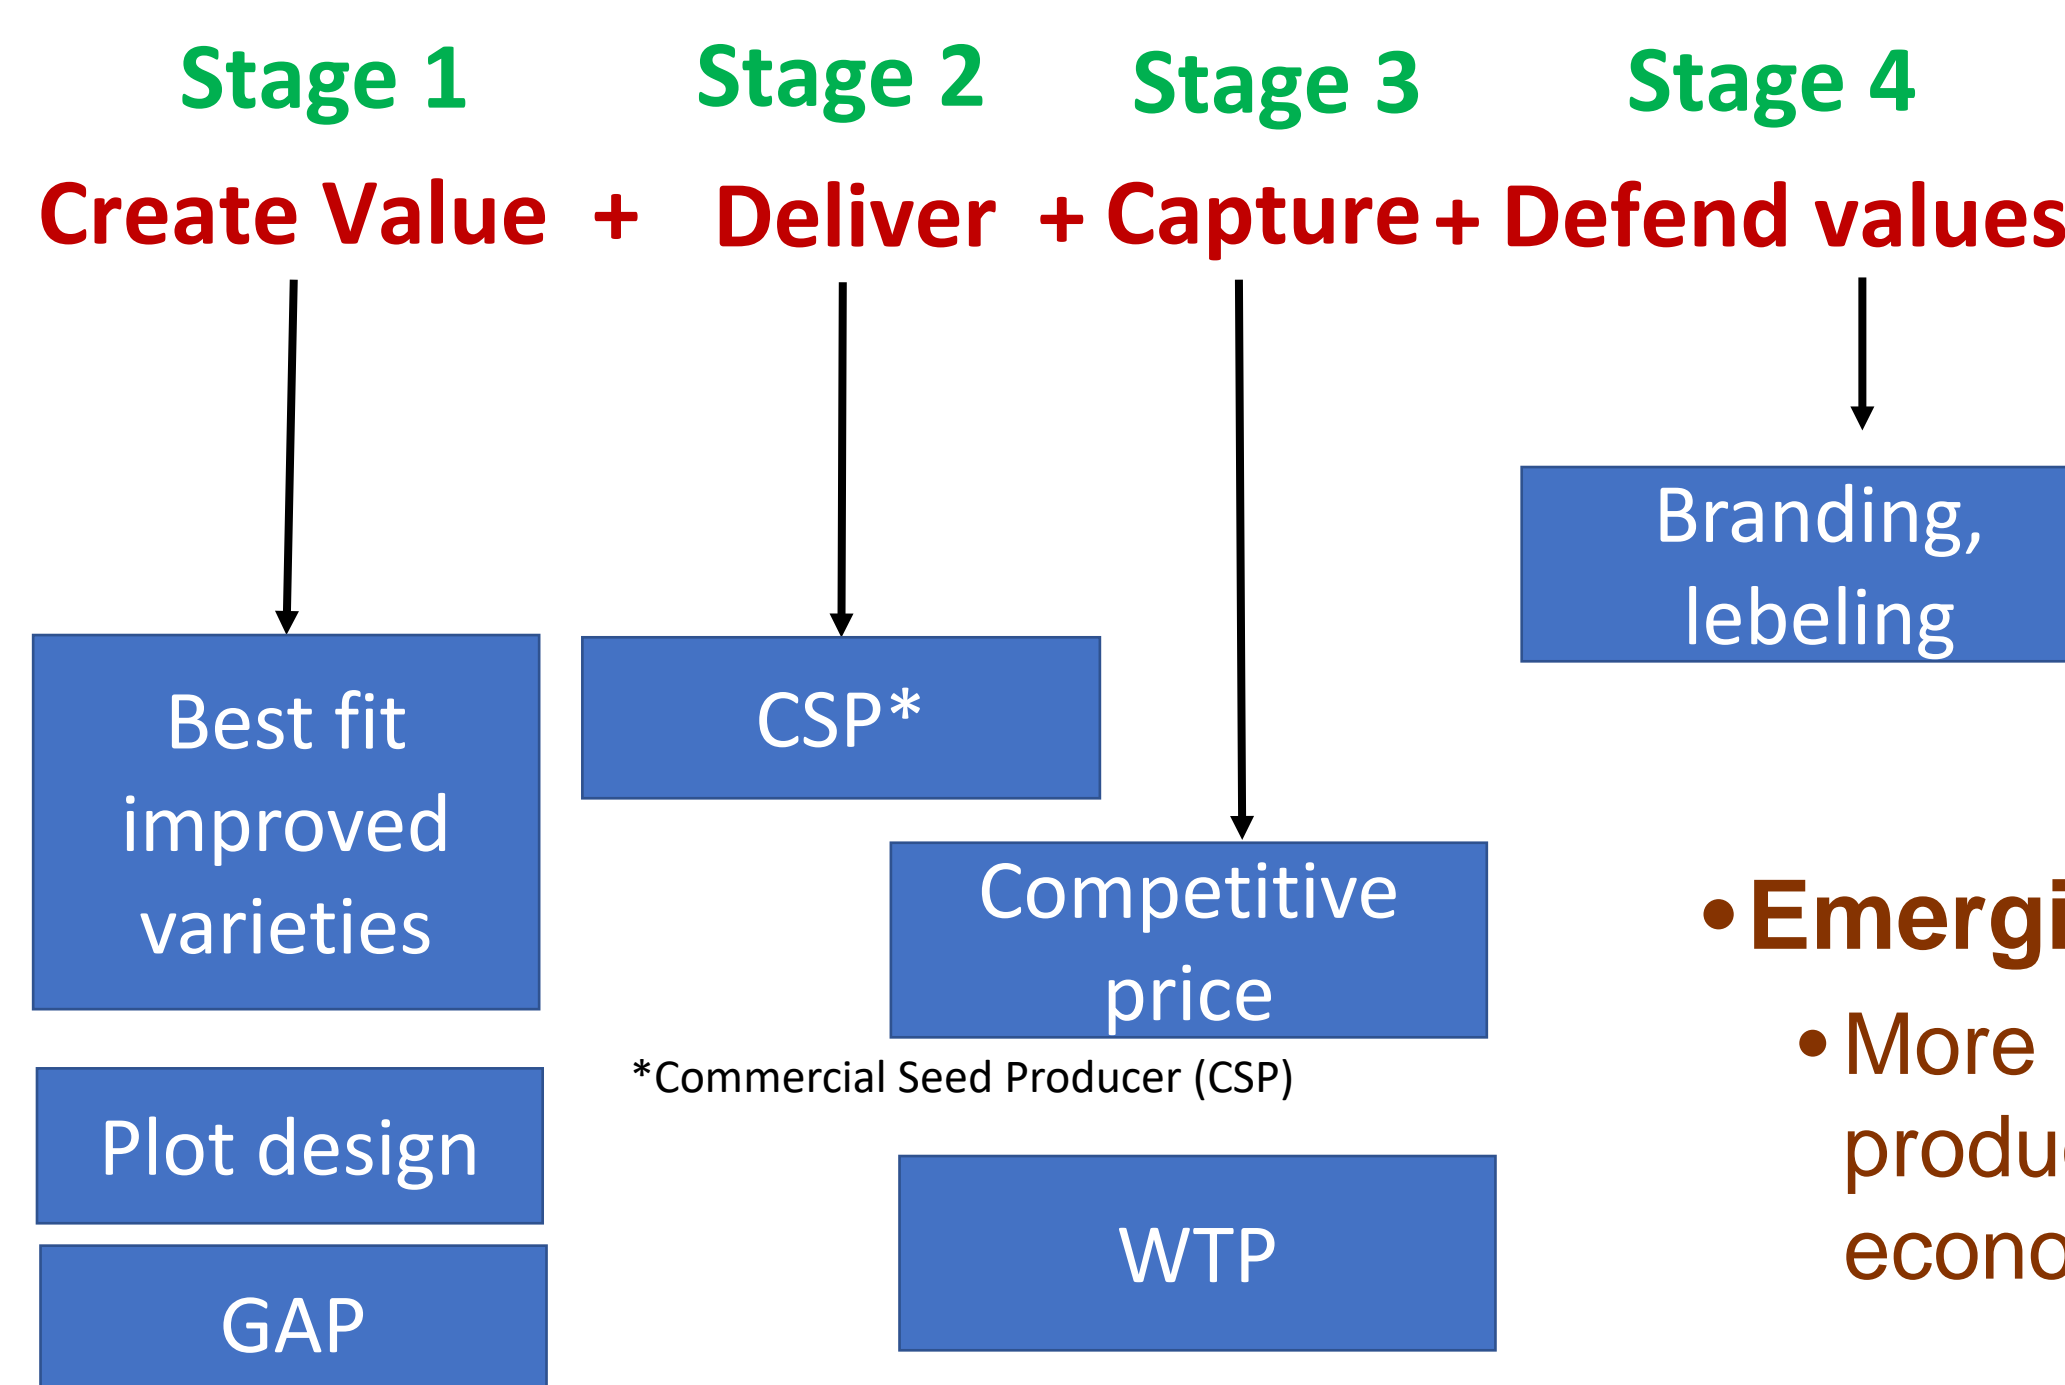 Stage 1 Stage 2 Stage 3 Stage 4
Create Value + Deliver + Capture + Defend values
Branding,
lebeling
Best fit
improved
varieties
CSP*
Competitive
price
*Commercial Seed Producer (CSP)
Plot design
GAP
WTP
•
• More